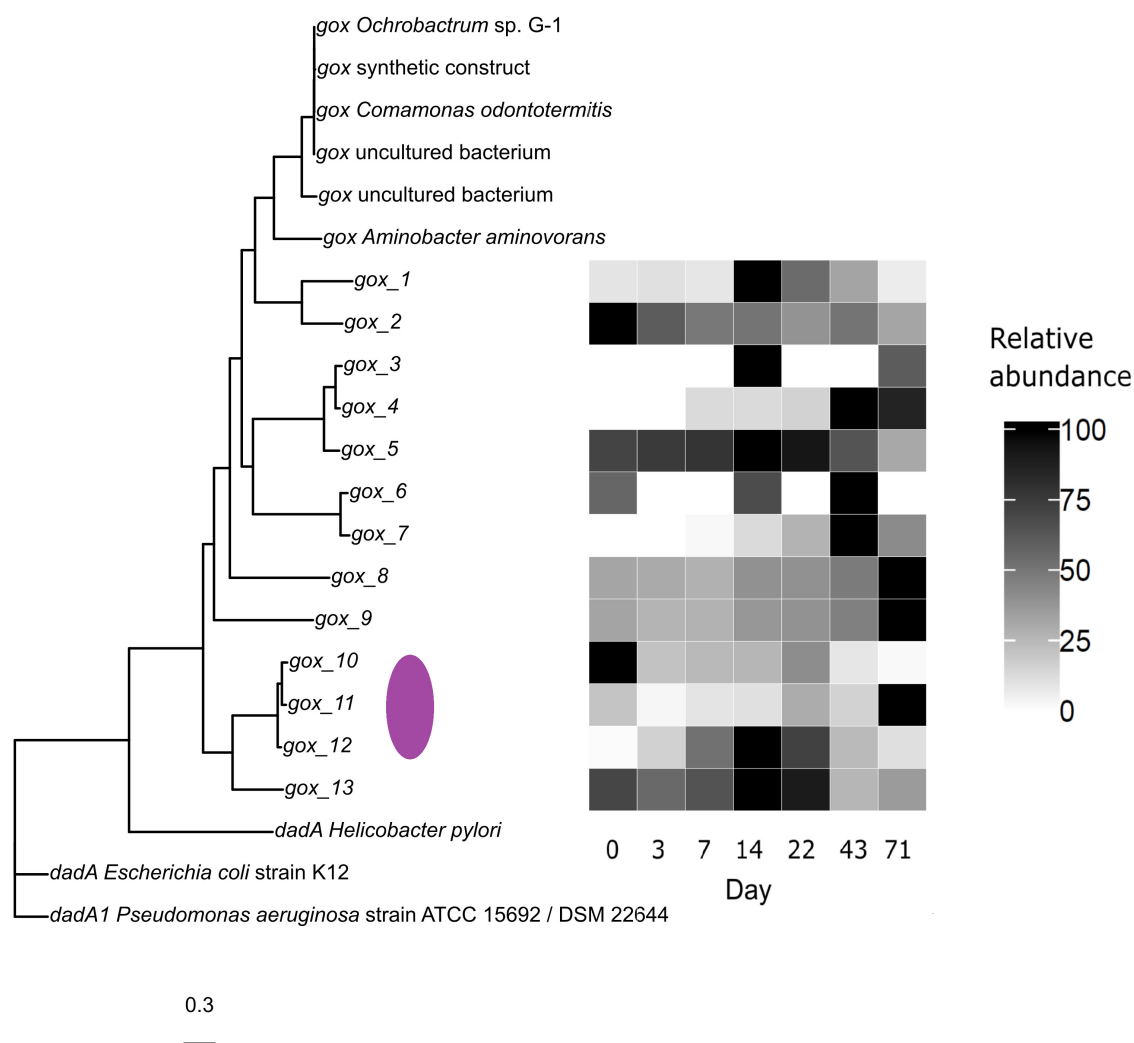 gox Ochrobactrum sp. G-1
gox synthetic construct
gox Comamonas odontotermitis
gox uncultured bacterium
gox uncultured bacterium
gox Aminobacter aminovorans
gox_1
gox_2
gox_3
gox_4
gox_5
gox_6
gox_7
gox_8
gox_9
gox_10
gox_11
gox_12
gox_13
dadA Helicobacter pylori
dadA Escherichia coli strain K12
dadA1 Pseudomonas aeruginosa strain ATCC 15692 / DSM 22644
0.3
0 3 7 14 22 43 71
Day
Relative
abundance
100
75
50
25
0